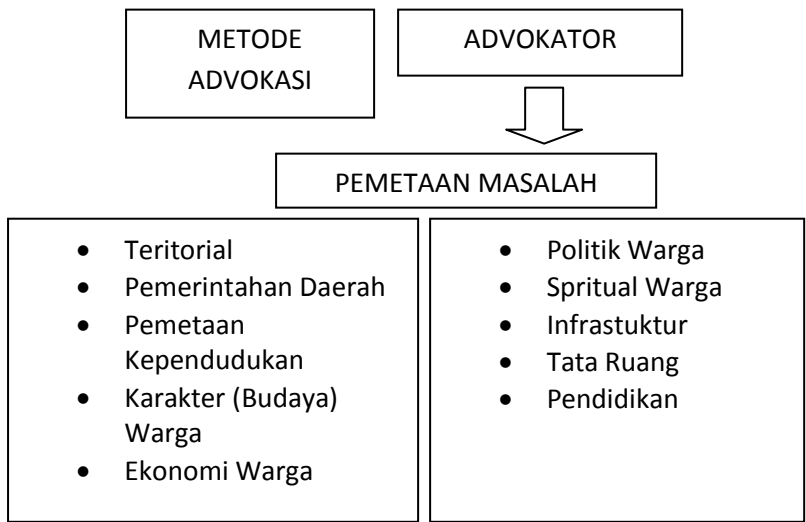 METODE
ADVOKASI
ADVOKATOR
PEMETAAN MASALAH
• Teritorial
• Pemerintahan Daerah
• Pemetaan
Kependudukan
• Karakter (Budaya)
Warga
• Ekonomi Warga
• Politik Warga
• Spritual Warga
• Infrastuktur
• Tata Ruang
• Pendidikan